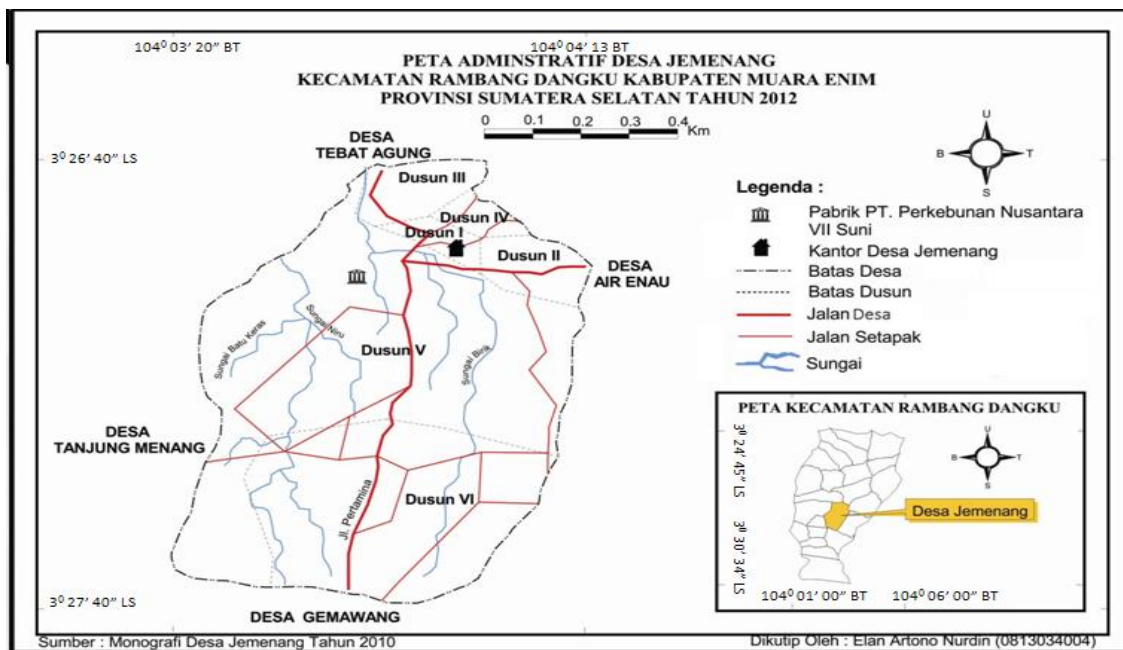 104⁰ 03' 20" BT
104⁰ 04' 13" BT
PETA ADMINSTRATIF DESA JEMENANG
KECAMATAN RAMBANG DANGKU KABUPATEN MUARA ENIM
PROVINSI SUMATERA SELATAN TAHUN 2012
0 0.1 0.2 0.3 0.4 Km
DESA
TEBAT AGUNG
3⁰ 26' 40" LS
U
B T
S
Dusun III
Dusun IV
Dusun I
Dusun II
DESA
AIR ENAU
Sungai Niru
Sungai Batu Keras
Dusun V
Sungai Birik
DESA
TANJUNG MENANG
Jl. Pertamina
Dusun VI
3⁰ 27' 40" LS
DESA GEMAWANG
Legenda :
Pabrik PT. Perkebunan Nusantara
VII Suni
Kantor Desa Jemenang
Batas Desa
Batas Dusun
Jalan Desa
Jalan Setapak
Sungai
PETA KECAMATAN RAMBANG DANGKU
3⁰ 24' 45" LS
U
B T
S
Desa Jemenang
3⁰ 30' 34" LS
104⁰ 01' 00" BT
104⁰ 06' 00" BT
Sumber : Monografi Desa Jemenang Tahun 2010
Dikutip Oleh : Elan Artono Nurdin (0813034004)